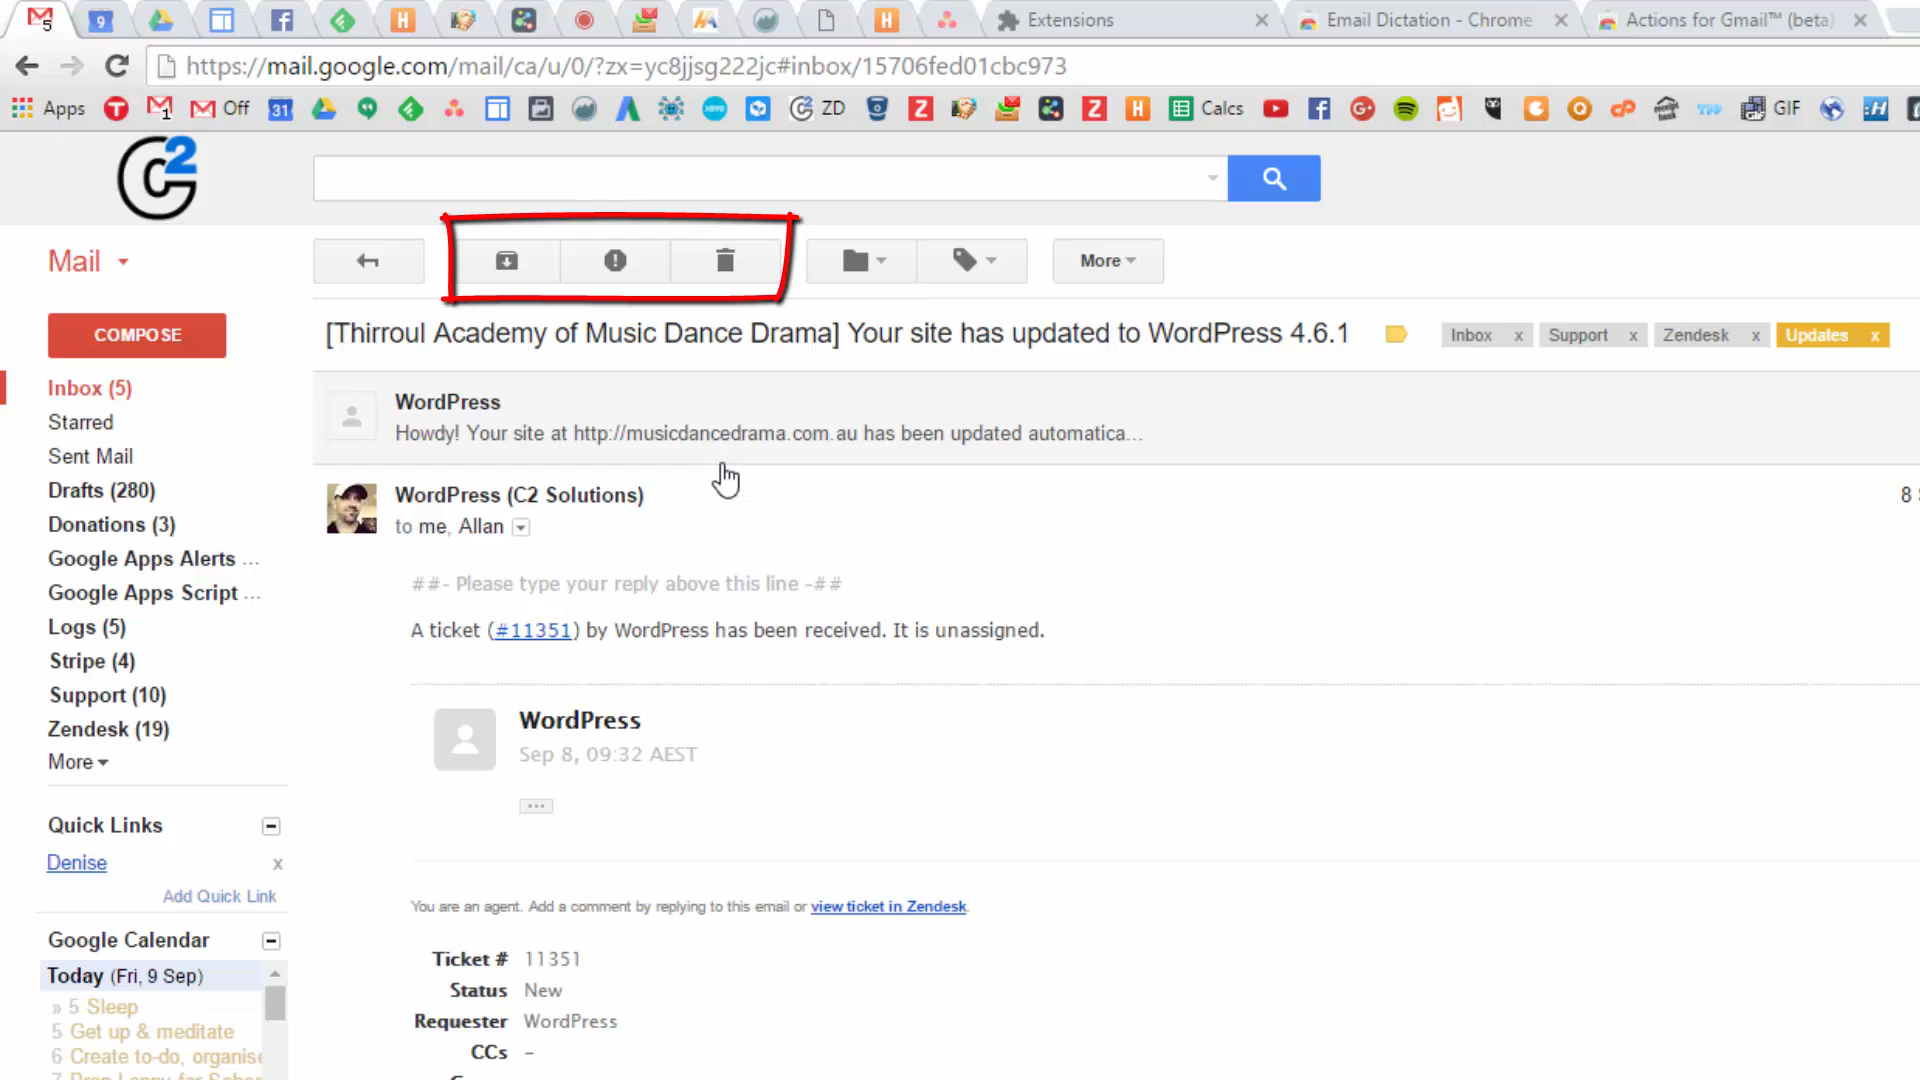 5
9
Extensions
Email Dictation - Chrome
Actions for Gmail™ (beta)
https://mail.google.com/mail/ca/u/0/?zx=yc8jjsg222jc#inbox/15706fed01cbc973
Apps
1
Off
31
ZD
Calcs
GIF
C2
Mail
More
COMPOSE
[Thirroul Academy of Music Dance Drama] Your site has updated to WordPress 4.6.1
Inbox x
Support x
Zendesk x
Updates x
Inbox (5)
Starred
Sent Mail
Drafts (280)
Donations (3)
Google Apps Alerts ...
Google Apps Script ...
Logs (5)
Stripe (4)
Support (10)
Zendesk (19)
More
WordPress
Howdy! Your site at http://musicdancedrama.com.au has been updated automatica...
WordPress (C2 Solutions)
8
to me, Allan
##- Please type your reply above this line -##
A ticket (#11351) by WordPress has been received. It is unassigned.
WordPress
Sep 8, 09:32 AEST
...
You are an agent. Add a comment by replying to this email or view ticket in Zendesk.
Ticket # 11351
Status New
Requester WordPress
CCs -
Quick Links
Denise x
Add Quick Link
Google Calendar
Today (Fri, 9 Sep)
» 5 Sleep
5 Get up & meditate
6 Create to-do, organise